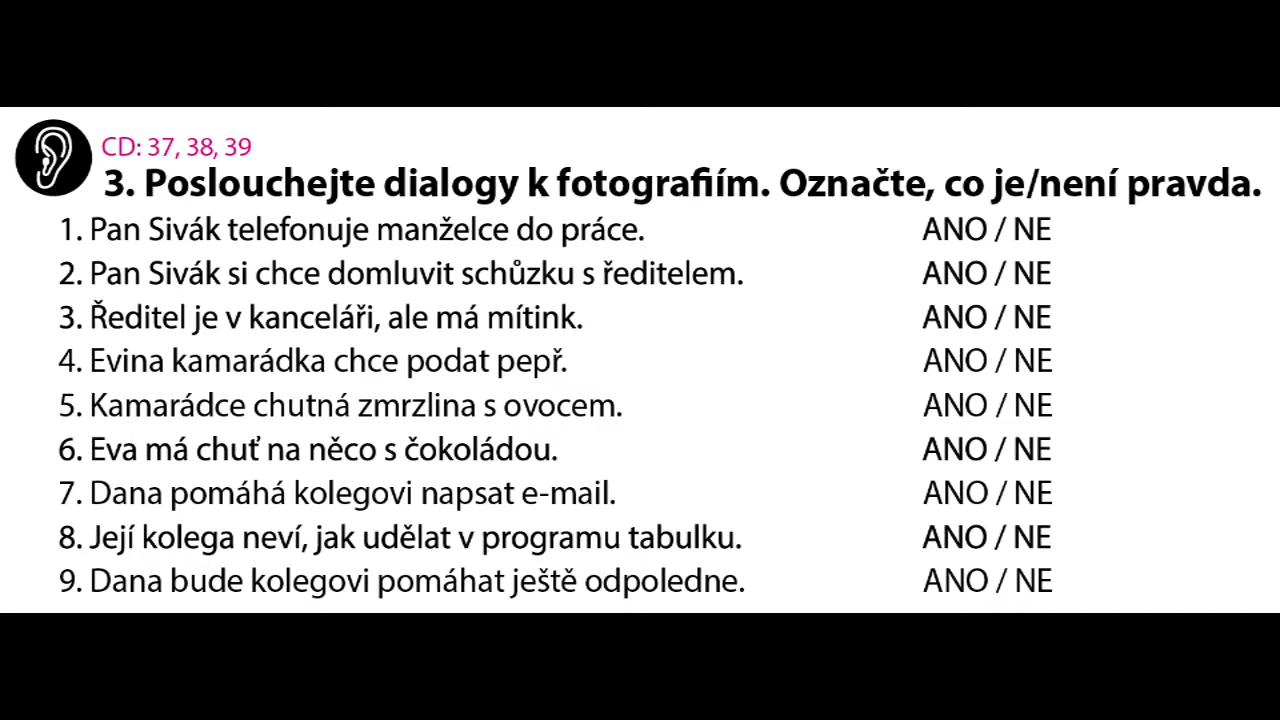 CD: 37, 38, 39
3. Poslouchejte dialogy k fotografiím. Označte, co je/není pravda.
1. Pan Sivák telefonuje manželce do práce. ANO / NE
2. Pan Sivák si chce domluvit schůzku s ředitelem. ANO / NE
3. Ředitel je v kanceláři, ale má mítink. ANO / NE
4. Evina kamarádka chce podat pepř. ANO / NE
5. Kamarádce chutná zmrzlina s ovocem. ANO / NE
6. Eva má chuť na něco s čokoládou. ANO / NE
7. Dana pomáhá kolegovi napsat e-mail. ANO / NE
8. Její kolega neví, jak udělat v programu tabulku. ANO / NE
9. Dana bude kolegovi pomáhat ještě odpoledne. ANO / NE